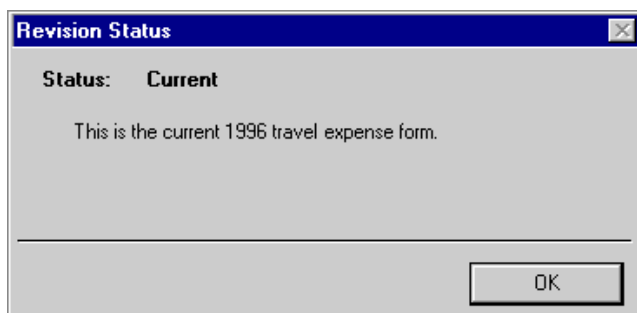 Revision Status
Status: Current
This is the current 1996 travel expense form.
OK